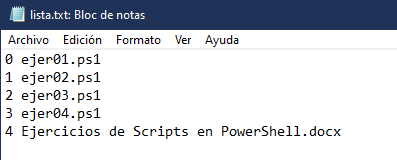 lista.txt: Bloc de notas
Archivo Edición Formato Ver Ayuda
0 ejer01.ps1
1 ejer02.ps1
2 ejer03.ps1
3 ejer04.ps1
4 Ejercicios de Scripts en PowerShell.docx